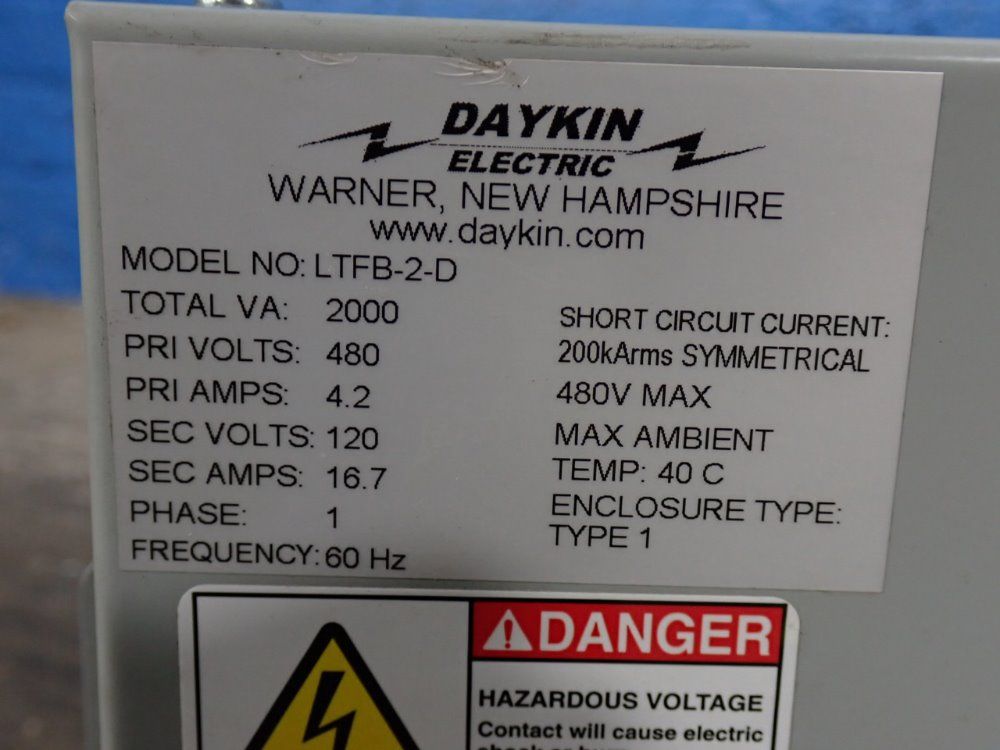 DAYKIN
ELECTRIC
WARNER, NEW HAMPSHIRE
www.daykin.com
MODEL NO: LTFB-2-D
TOTAL VA: 2000
PRI VOLTS: 480
PRI AMPS: 4.2
SEC VOLTS: 120
SEC AMPS: 16.7
PHASE: 1
FREQUENCY: 60 Hz
SHORT CIRCUIT CURRENT:
200kArms SYMMETRICAL
480V MAX
MAX AMBIENT
TEMP: 40 C
ENCLOSURE TYPE:
TYPE 1
DANGER
HAZARDOUS VOLTAGE
Contact will cause electric